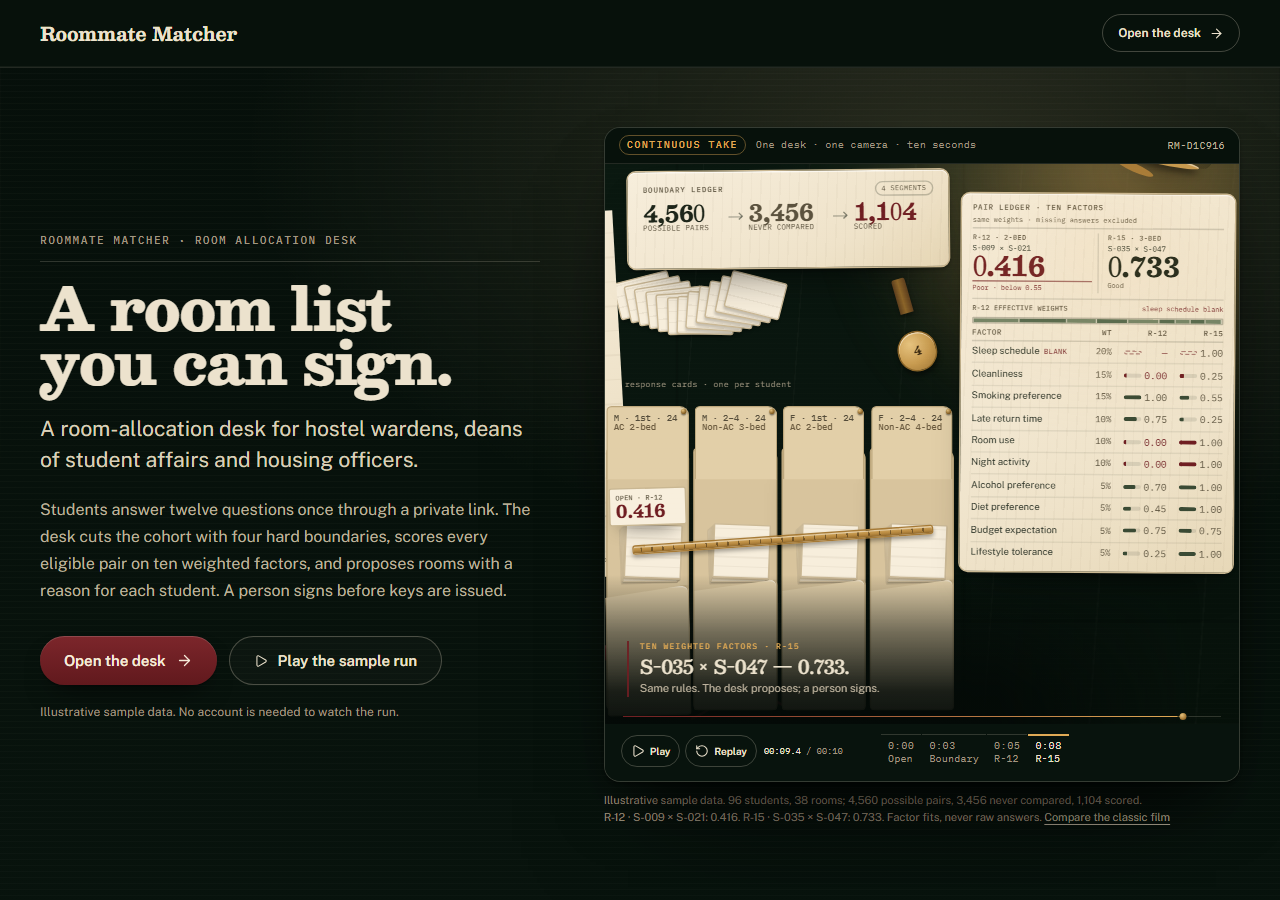 Roommate Matcher
Open the desk
ROOMMATE MATCHER · ROOM ALLOCATION DESK
A room list
you can sign.
A room-allocation desk for hostel wardens, deans
of student affairs and housing officers.
Students answer twelve questions once through a private link. The
desk cuts the cohort with four hard boundaries, scores every
eligible pair on ten weighted factors, and proposes rooms with a
reason for each student. A person signs before keys are issued.
Open the desk
Play the sample run
Illustrative sample data. No account is needed to watch the run.
CONTINUOUS TAKE One desk · one camera · ten seconds RM-D1C916
BOUNDARY LEDGER 4 SEGMENTS
4,560 → 3,456 → 1,104
POSSIBLE PAIRS NEVER COMPARED SCORED
4
response cards · one per student
M · 1st · 24
AC 2-bed
M · 2–4 · 24
Non-AC 3-bed
F · 1st · 24
AC 2-bed
F · 2–4 · 24
Non-AC 4-bed
OPEN · R-12
0.416
PAIR LEDGER · TEN FACTORS
same weights · missing answers excluded
R-12 · 2-BED
S-009 × S-021
0.416
Poor · below 0.55
R-15 · 3-BED
S-035 × S-047
0.733
Good
R-12 EFFECTIVE WEIGHTS sleep schedule blank
FACTOR WT R-12 R-15
Sleep schedule BLANK 20% — 1.00
Cleanliness 15% 0.00 0.25
Smoking preference 15% 1.00 0.55
Late return time 10% 0.75 0.25
Room use 10% 0.00 1.00
Night activity 10% 0.00 1.00
Alcohol preference 5% 0.70 1.00
Diet preference 5% 0.45 1.00
Budget expectation 5% 0.75 0.75
Lifestyle tolerance 5% 0.25 1.00
TEN WEIGHTED FACTORS · R-15
S-035 × S-047 — 0.733.
Same rules. The desk proposes; a person signs.
Play
Replay
00:09.4 / 00:10
0:00
Open
0:03
Boundary
0:05
R-12
0:08
R-15
Illustrative sample data. 96 students, 38 rooms; 4,560 possible pairs, 3,456 never compared, 1,104 scored.
R-12 · S-009 × S-021: 0.416. R-15 · S-035 × S-047: 0.733. Factor fits, never raw answers. Compare the classic film